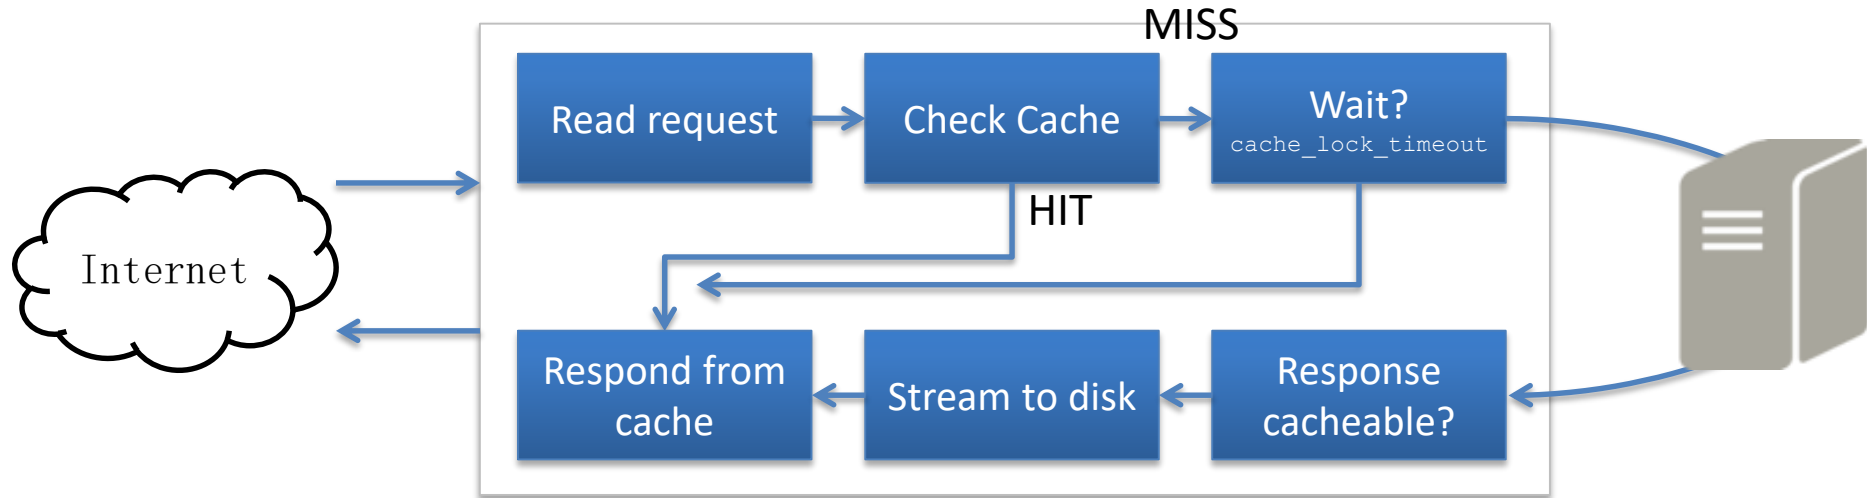 MISS
Read request
Check Cache
Wait?
cache_lock_timeout
HIT
Internet
Respond from
cache
Stream to disk
Response
cacheable?